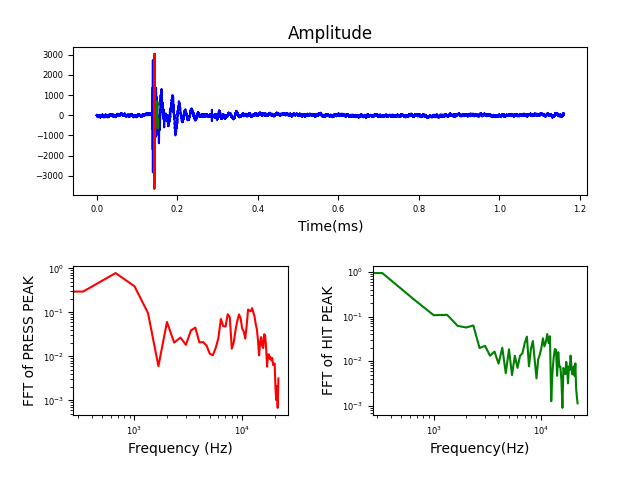 Amplitude
3000
2000
1000
0
−1000
−2000
−3000
0.0 0.2 0.4 0.6 0.8 1.0 1.2
Time(ms)
FFT of PRESS PEAK
10⁰
10⁻¹
10⁻²
10⁻³
10³ 10⁴
Frequency (Hz)
FFT of HIT PEAK
10⁰
10⁻¹
10⁻²
10⁻³
10³ 10⁴
Frequency(Hz)